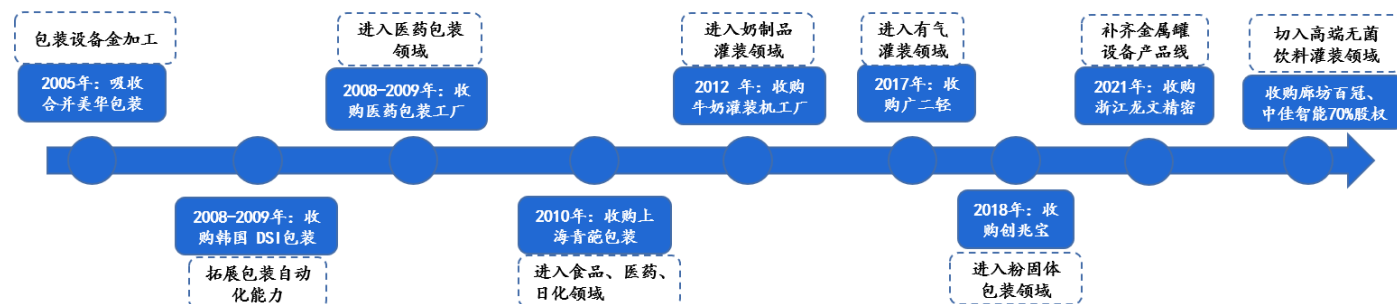 包装设备金加工
2005年：吸收
合并美华包装
2008-2009年：收
购韩国 DSI包装
拓展包装自动
化能力
进入医药包装
领域
2008-2009年：收
购医药包装工厂
2010年：收购上
海青葩包装
进入食品、医药、
日化领域
进入奶制品
灌装领域
2012 年：收购
牛奶灌装机工厂
进入有气
灌装领域
2017年：收
购广二轻
2018年：收
购创兆宝
进入粉固体
包装领域
补齐金属罐
设备产品线
2021年：收购
浙江龙文精密
切入高端无菌
饮料灌装领域
收购廊坊百冠、
中佳智能70%股权